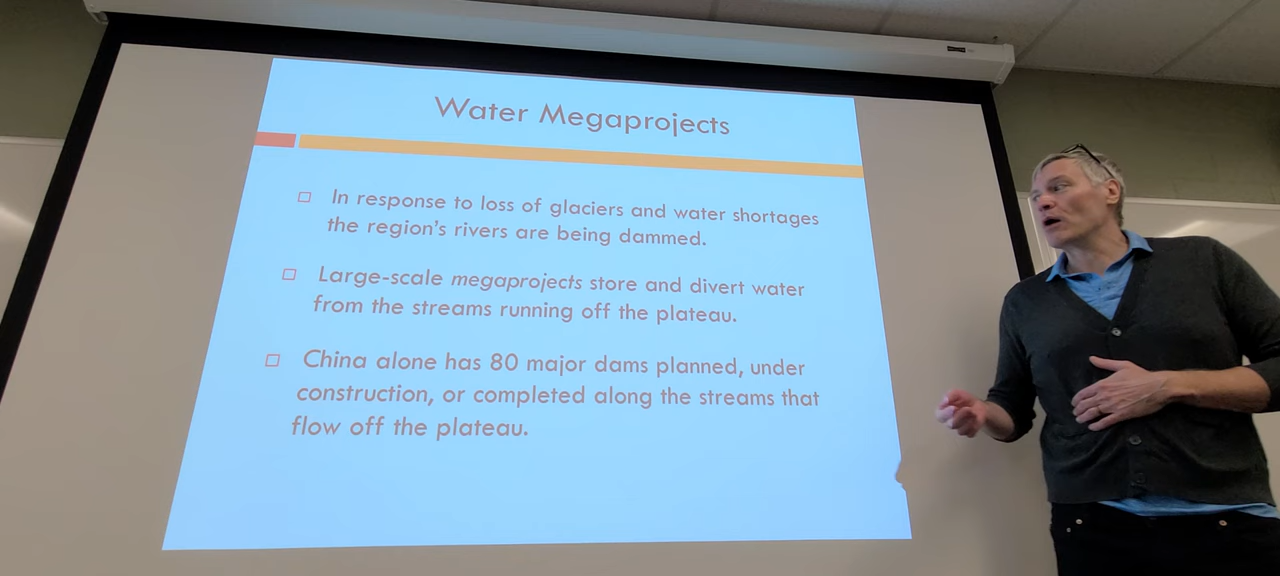 Water Megaprojects
In response to loss of glaciers and water shortages
the region's rivers are being dammed.
Large-scale megaprojects store and divert water
from the streams running off the plateau.
China alone has 80 major dams planned, under
construction, or completed along the streams that
flow off the plateau.